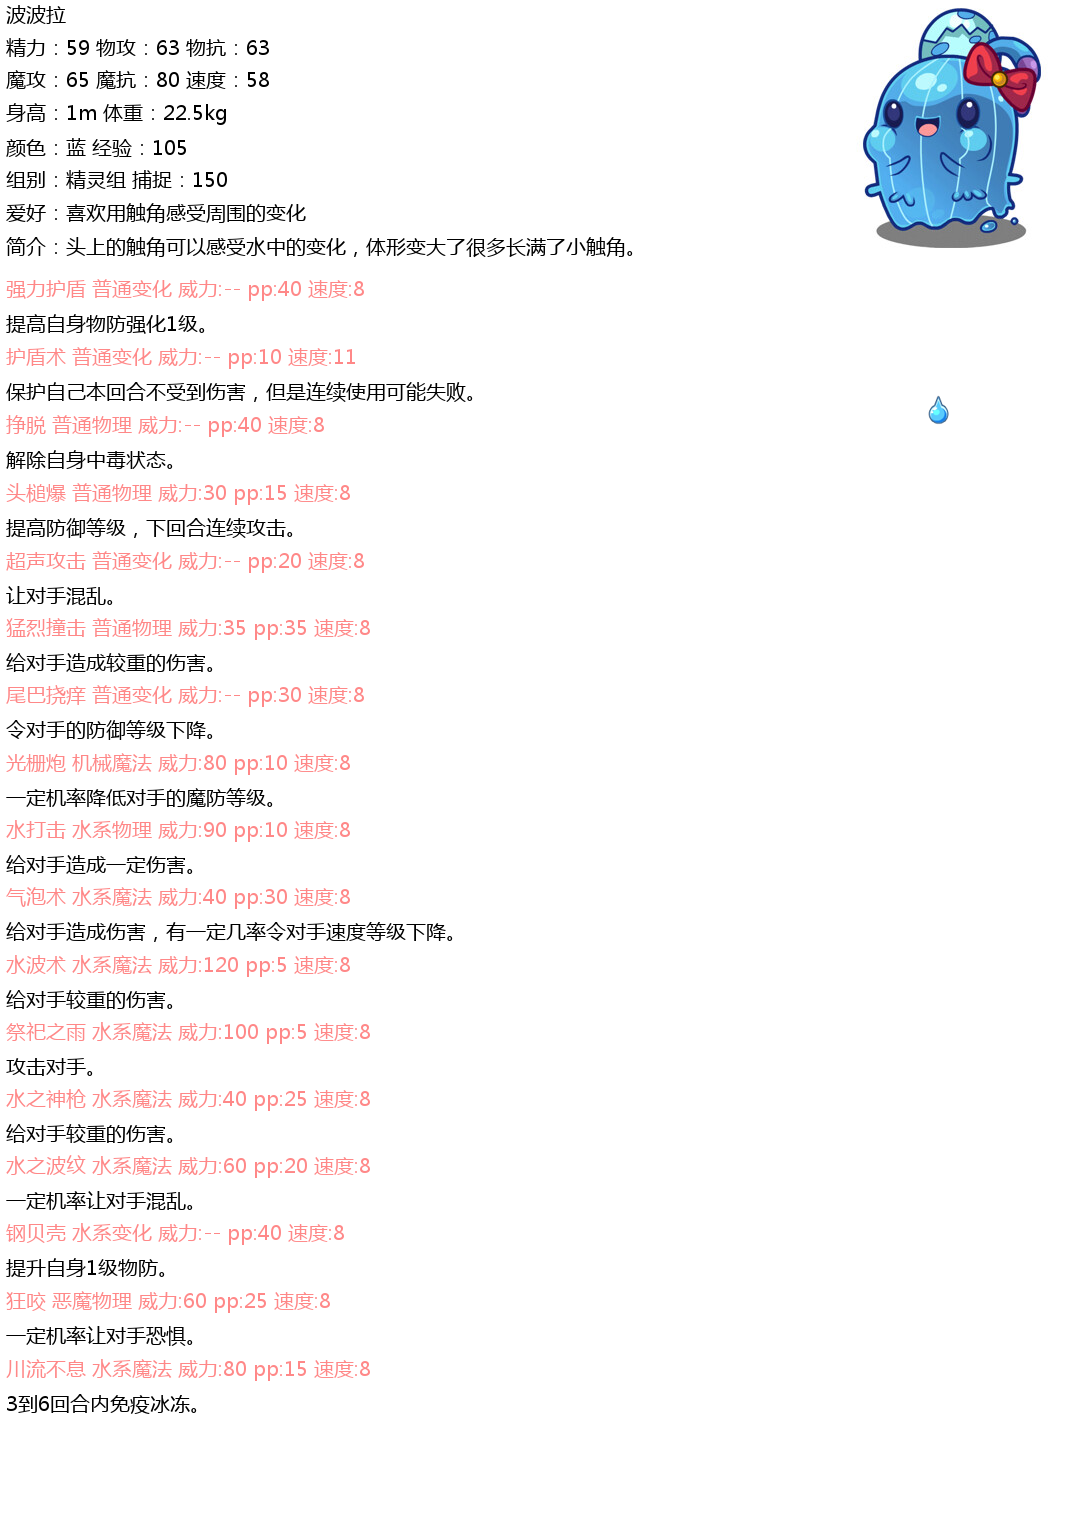 波波拉
精力：59 物攻：63 物抗：63
魔攻：65 魔抗：80 速度：58
身高：1m 体重：22.5kg
颜色：蓝 经验：105
组别：精灵组 捕捉：150
爱好：喜欢用触角感受周围的变化
简介：头上的触角可以感受水中的变化，体形变大了很多长满了小触角。
强力护盾 普通变化 威力:-- pp:40 速度:8
提高自身物防强化1级。
护盾术 普通变化 威力:-- pp:10 速度:11
保护自己本回合不受到伤害，但是连续使用可能失败。
挣脱 普通物理 威力:-- pp:40 速度:8
解除自身中毒状态。
头槌爆 普通物理 威力:30 pp:15 速度:8
提高防御等级，下回合连续攻击。
超声攻击 普通变化 威力:-- pp:20 速度:8
让对手混乱。
猛烈撞击 普通物理 威力:35 pp:35 速度:8
给对手造成较重的伤害。
尾巴挠痒 普通变化 威力:-- pp:30 速度:8
令对手的防御等级下降。
光栅炮 机械魔法 威力:80 pp:10 速度:8
一定机率降低对手的魔防等级。
水打击 水系物理 威力:90 pp:10 速度:8
给对手造成一定伤害。
气泡术 水系魔法 威力:40 pp:30 速度:8
给对手造成伤害，有一定几率令对手速度等级下降。
水波术 水系魔法 威力:120 pp:5 速度:8
给对手较重的伤害。
祭祀之雨 水系魔法 威力:100 pp:5 速度:8
攻击对手。
水之神枪 水系魔法 威力:40 pp:25 速度:8
给对手较重的伤害。
水之波纹 水系魔法 威力:60 pp:20 速度:8
一定机率让对手混乱。
钢贝壳 水系变化 威力:-- pp:40 速度:8
提升自身1级物防。
狂咬 恶魔物理 威力:60 pp:25 速度:8
一定机率让对手恐惧。
川流不息 水系魔法 威力:80 pp:15 速度:8
3到6回合内免疫冰冻。